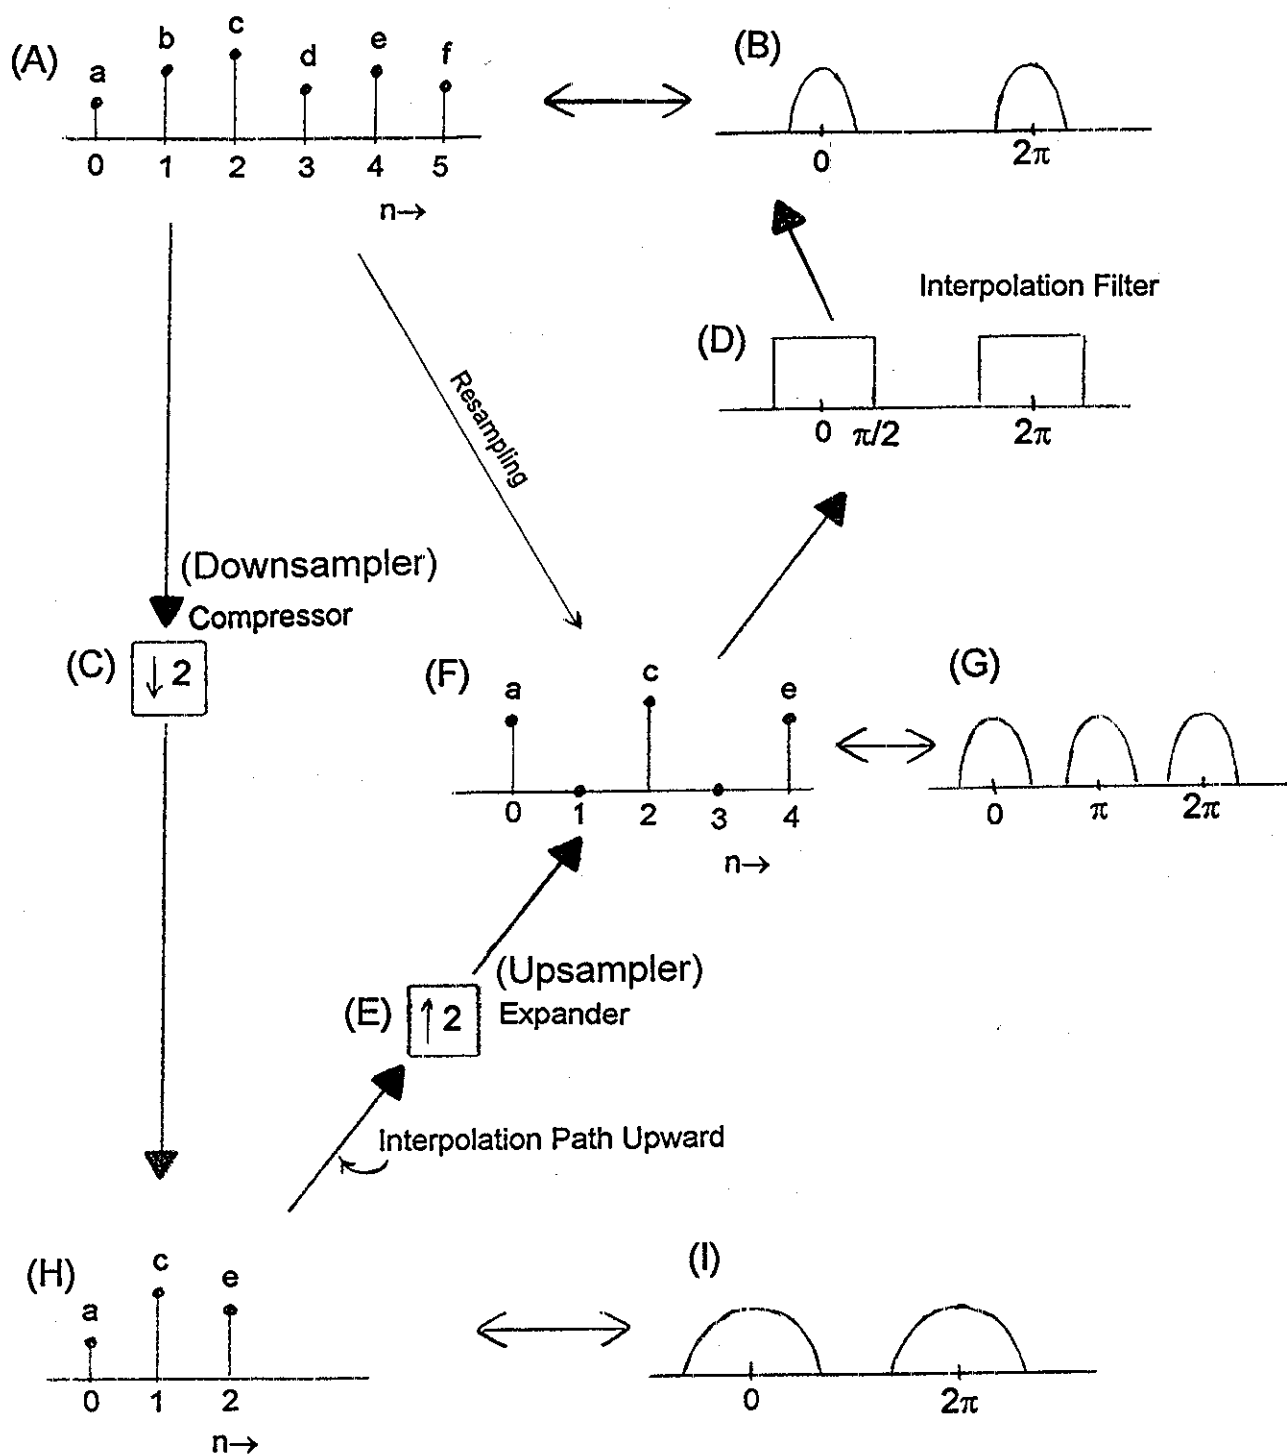 (A)
a b c d e f
0 1 2 3 4 5
n→
(B)
0 2π
Interpolation Filter
(D)
0 π/2 2π
Resampling
(Downsampler)
Compressor
(C)
↓2
(F)
a c e
0 1 2 3 4
n→
(G)
0 π 2π
(Upsampler)
(E)
↑2
Expander
Interpolation Path Upward
(H)
a c e
0 1 2
n→
(I)
0 2π